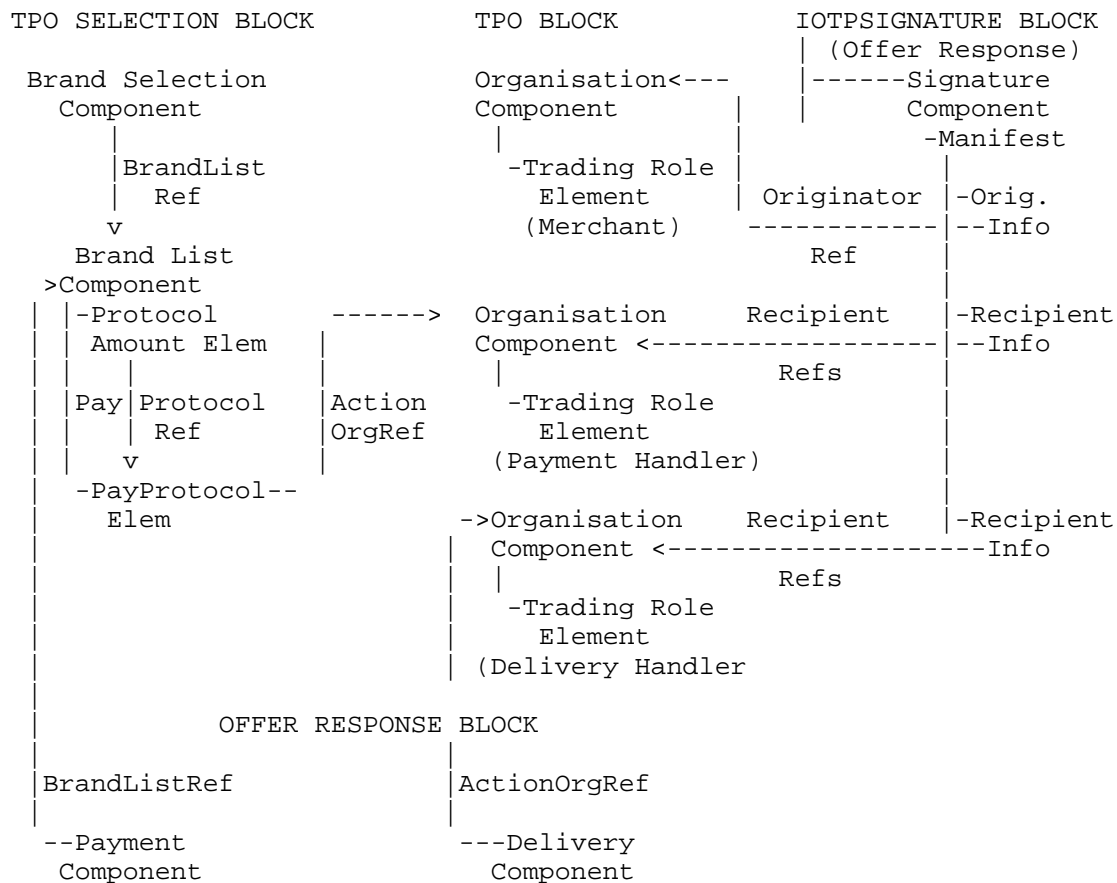 TPO SELECTION BLOCK TPO BLOCK IOTPSIGNATURE BLOCK
| (Offer Response)
Brand Selection Organisation<--- |------Signature
Component Component | | Component
| | | -Manifest
|BrandList -Trading Role | |
| Ref Element | Originator |-Orig.
v (Merchant) ------------|--Info
Brand List Ref |
>Component |
| |-Protocol ------> Organisation Recipient |-Recipient
| | Amount Elem | Component <------------------|--Info
| | | | | Refs |
| |Pay|Protocol |Action -Trading Role |
| | | Ref |OrgRef Element |
| | v | (Payment Handler) |
| -PayProtocol-- |
| Elem ->Organisation Recipient |-Recipient
| | Component <--------------------Info
| | | Refs
| | -Trading Role
| | Element
| | (Delivery Handler
|
| OFFER RESPONSE BLOCK
| |
|BrandListRef |ActionOrgRef
| |
--Payment ---Delivery
Component Component